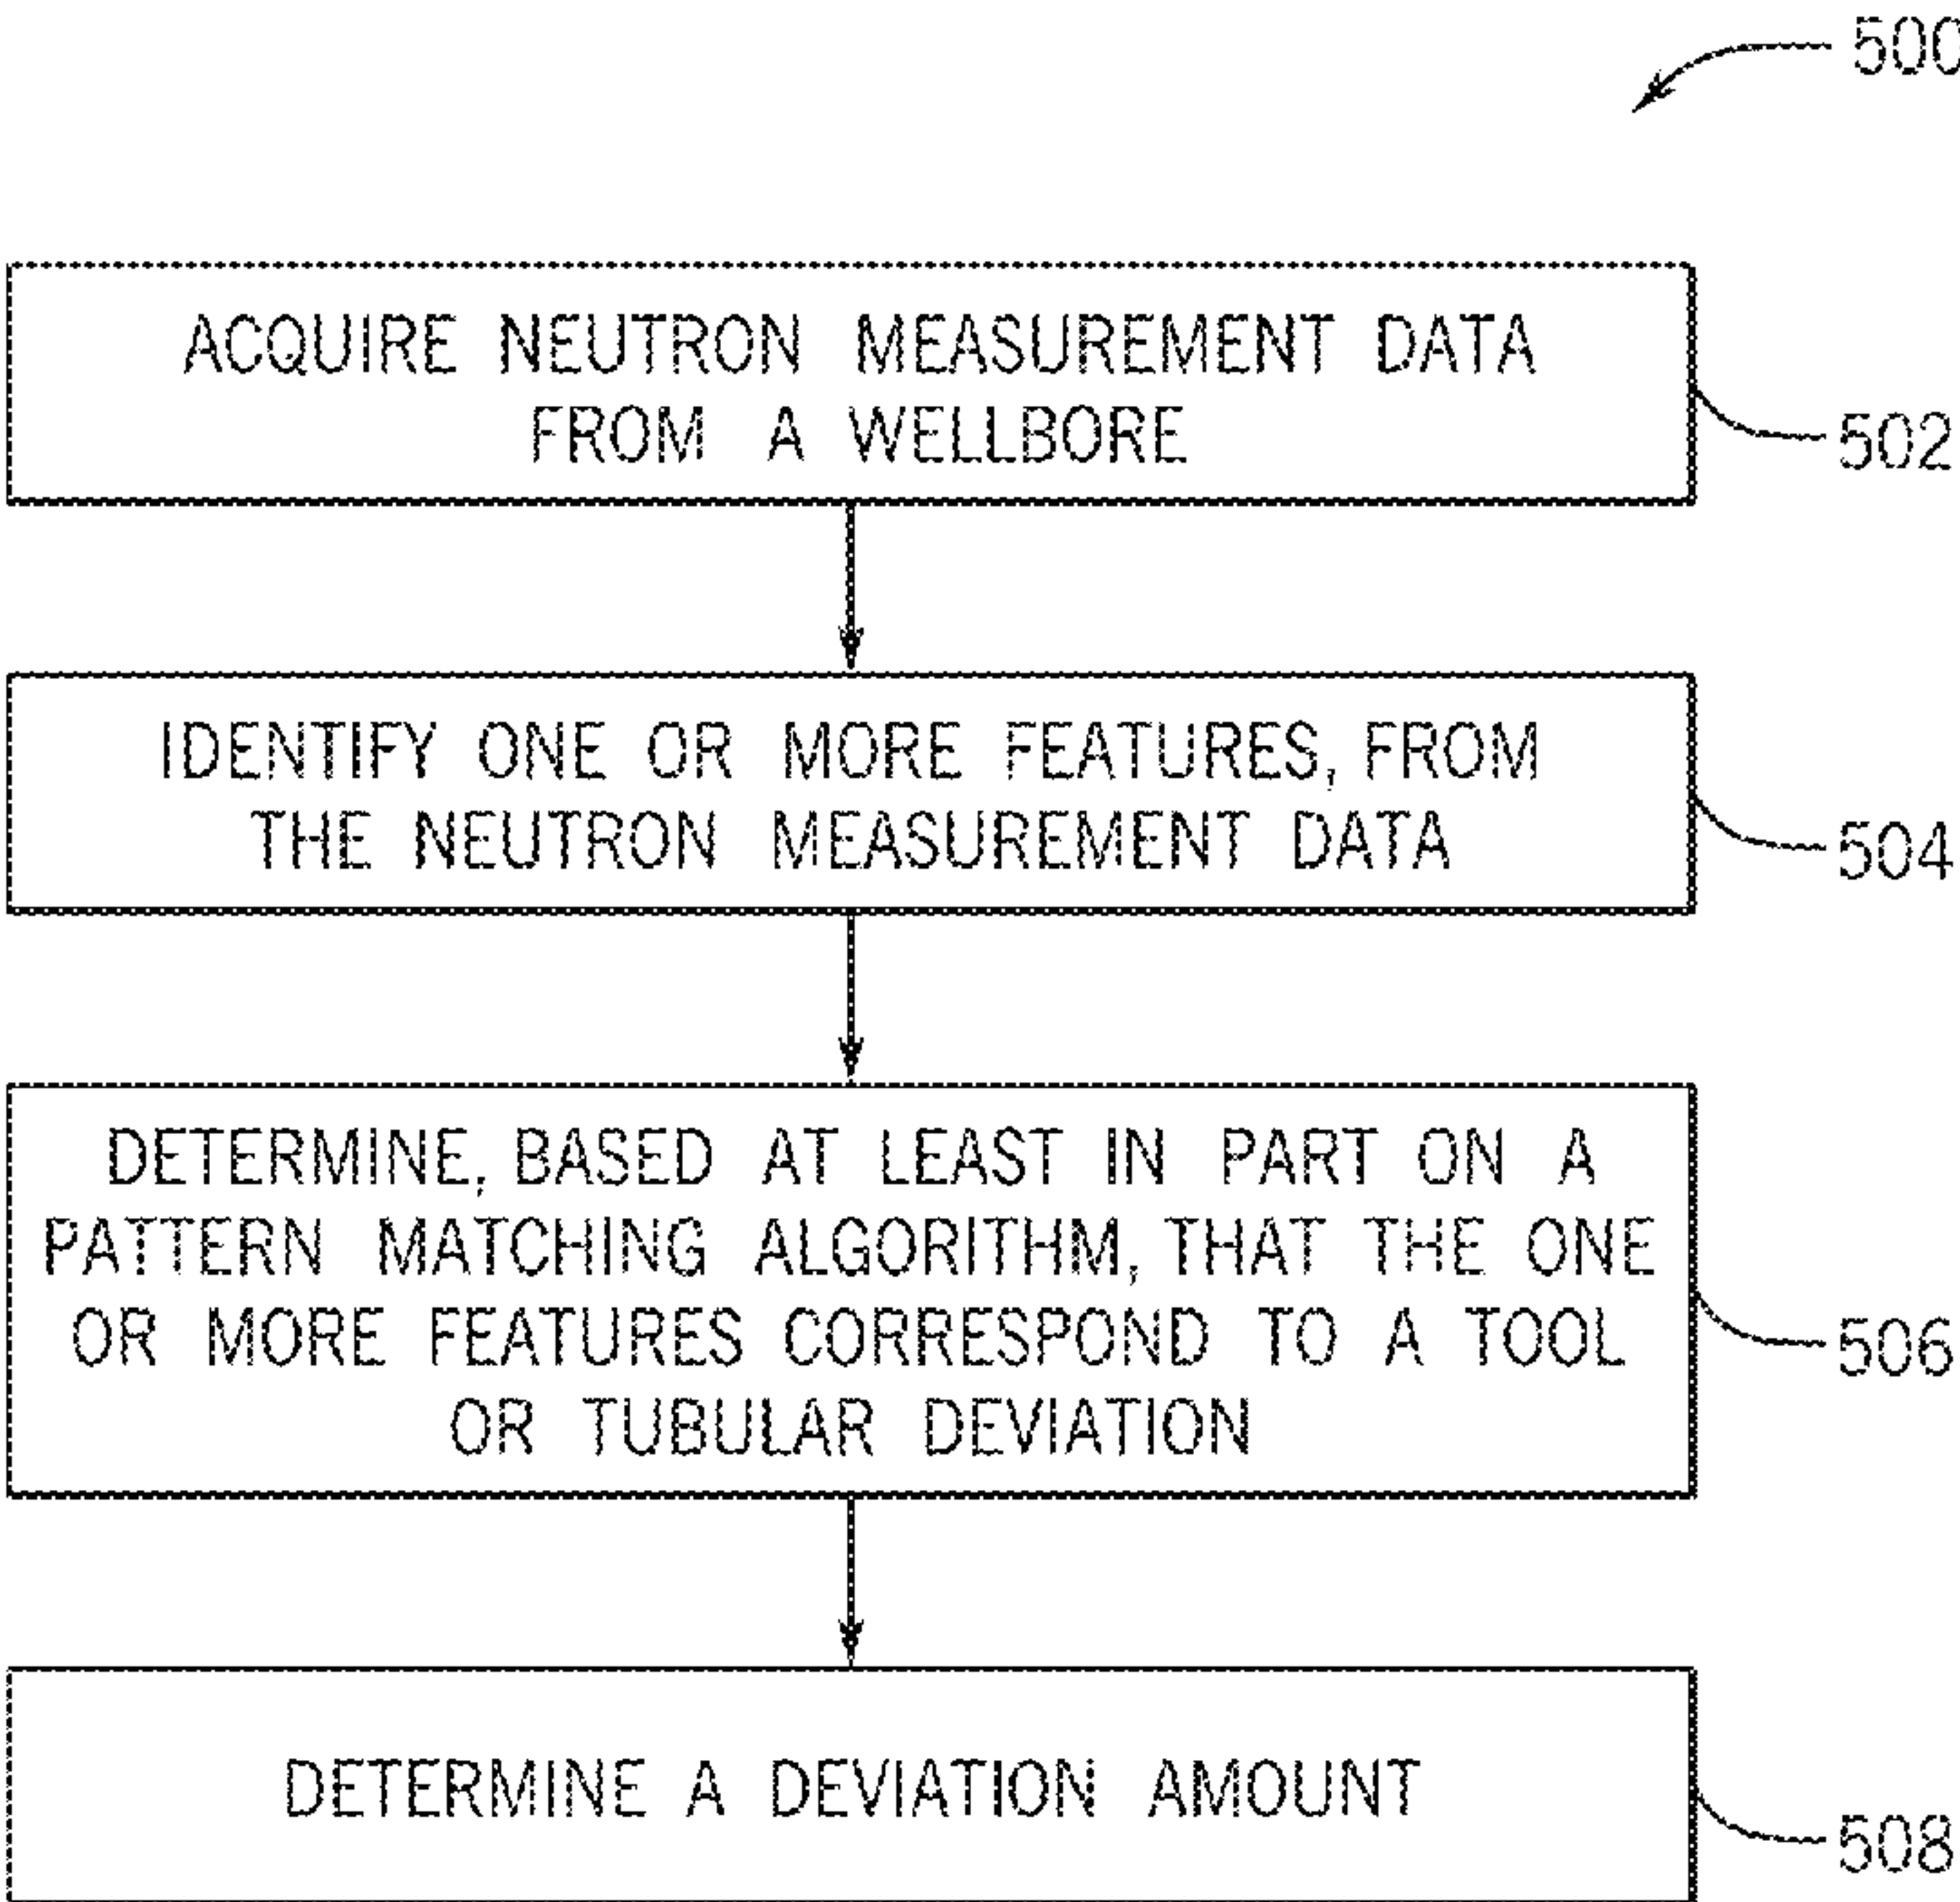 500
ACQUIRE NEUTRON MEASUREMENT DATA
FROM A WELLBORE
502
IDENTIFY ONE OR MORE FEATURES, FROM
THE NEUTRON MEASUREMENT DATA
504
DETERMINE, BASED AT LEAST IN PART ON A
PATTERN MATCHING ALGORITHM, THAT THE ONE
OR MORE FEATURES CORRESPOND TO A TOOL
OR TUBULAR DEVIATION
506
DETERMINE A DEVIATION AMOUNT
508